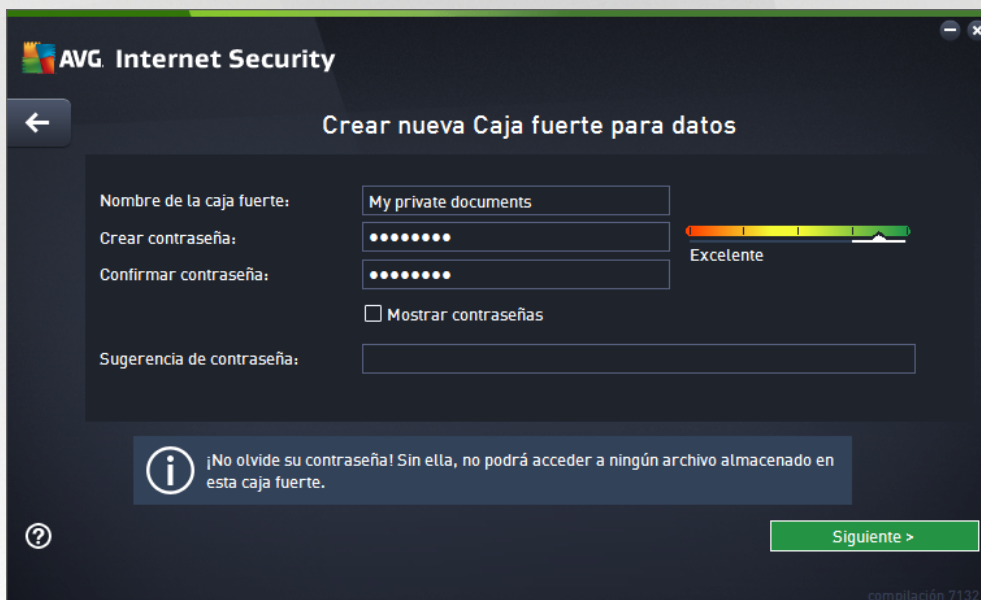 AVG. Internet Security
Crear nueva Caja fuerte para datos
Nombre de la caja fuerte: My private documents
Crear contraseña: ●●●●●●●●
Excelente
Confirmar contraseña: ●●●●●●●●
Mostrar contraseñas
Sugerencia de contraseña:
¡No olvide su contraseña! Sin ella, no podrá acceder a ningún archivo almacenado en
esta caja fuerte.
Siguiente >
compilación 7132